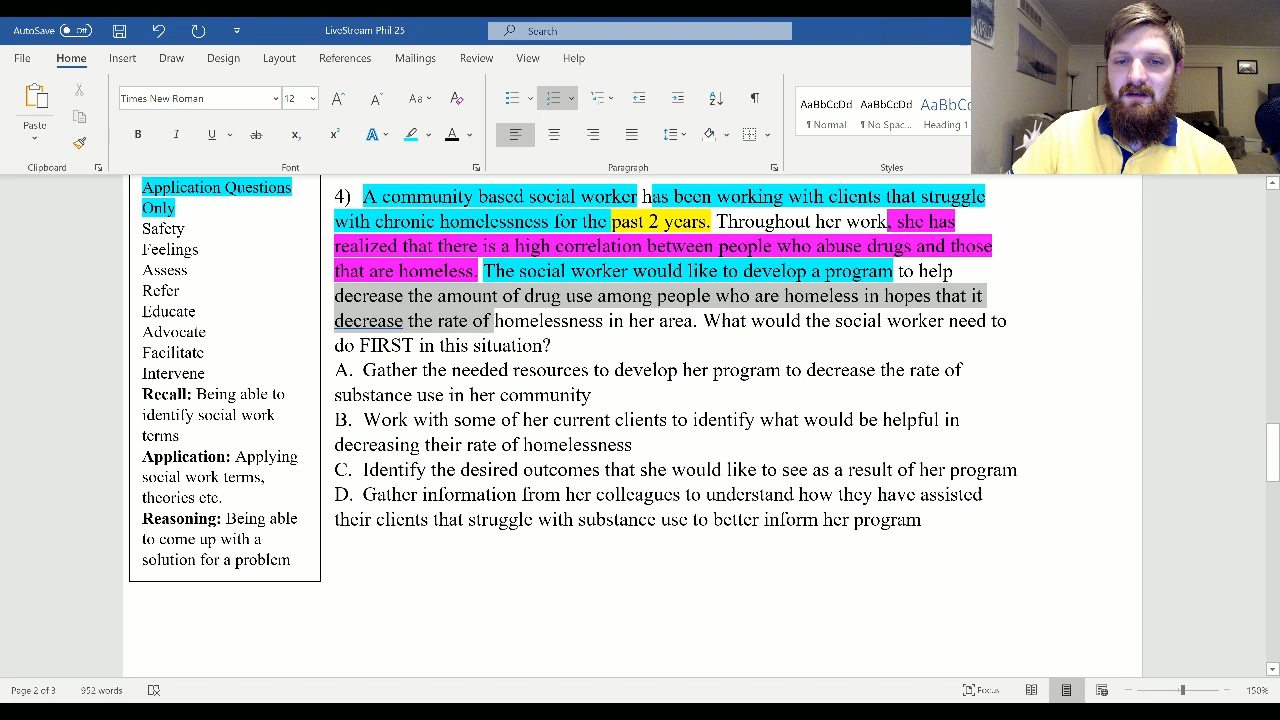 AutoSave Off
LiveStream Phil 25
Search
File Home Insert Draw Design Layout References Mailings Review View Help
Paste
Times New Roman 12
Aa
B I U ab x₂ x² A A
AaBbCcDd AaBbCcDd AaBbCc
¶ Normal ¶ No Spac... Heading 1
Clipboard Font Paragraph Styles
Application Questions
Only
Safety
Feelings
Assess
Refer
Educate
Advocate
Facilitate
Intervene
Recall: Being able to
identify social work
terms
Application: Applying
social work terms,
theories etc.
Reasoning: Being able
to come up with a
solution for a problem
4) A community based social worker has been working with clients that struggle
with chronic homelessness for the past 2 years. Throughout her work, she has
realized that there is a high correlation between people who abuse drugs and those
that are homeless. The social worker would like to develop a program to help
decrease the amount of drug use among people who are homeless in hopes that it
decrease the rate of homelessness in her area. What would the social worker need to
do FIRST in this situation?
A. Gather the needed resources to develop her program to decrease the rate of
substance use in her community
B. Work with some of her current clients to identify what would be helpful in
decreasing their rate of homelessness
C. Identify the desired outcomes that she would like to see as a result of her program
D. Gather information from her colleagues to understand how they have assisted
their clients that struggle with substance use to better inform her program
Page 2 of 3 952 words
Focus
150%